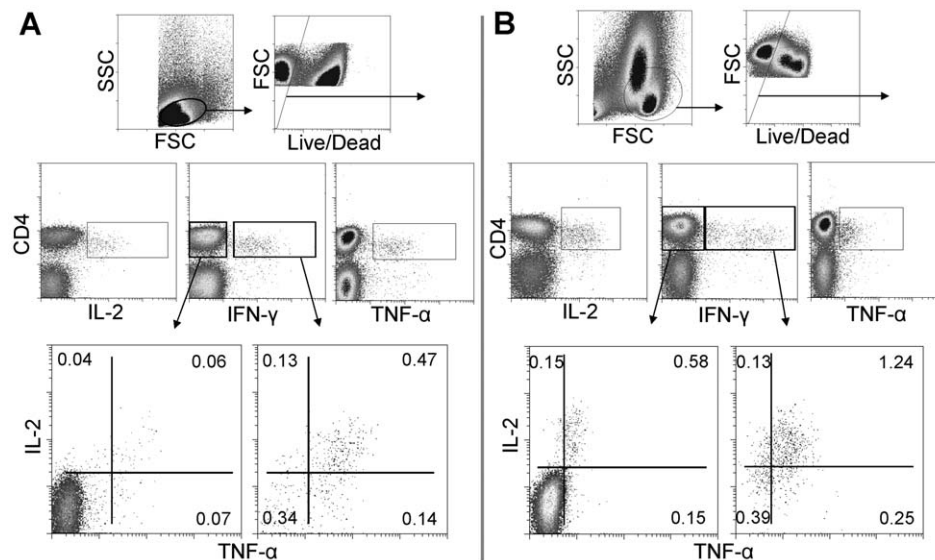 A
SSC
FSC
FSC
Live/Dead
CD4
IL-2
IFN-γ
TNF-α
0.04
0.06
0.13
0.47
IL-2
0.07
0.34
0.14
TNF-α
B
SSC
FSC
FSC
Live/Dead
CD4
IL-2
IFN-γ
TNF-α
0.15
0.58
0.13
1.24
IL-2
0.15
0.39
0.25
TNF-α